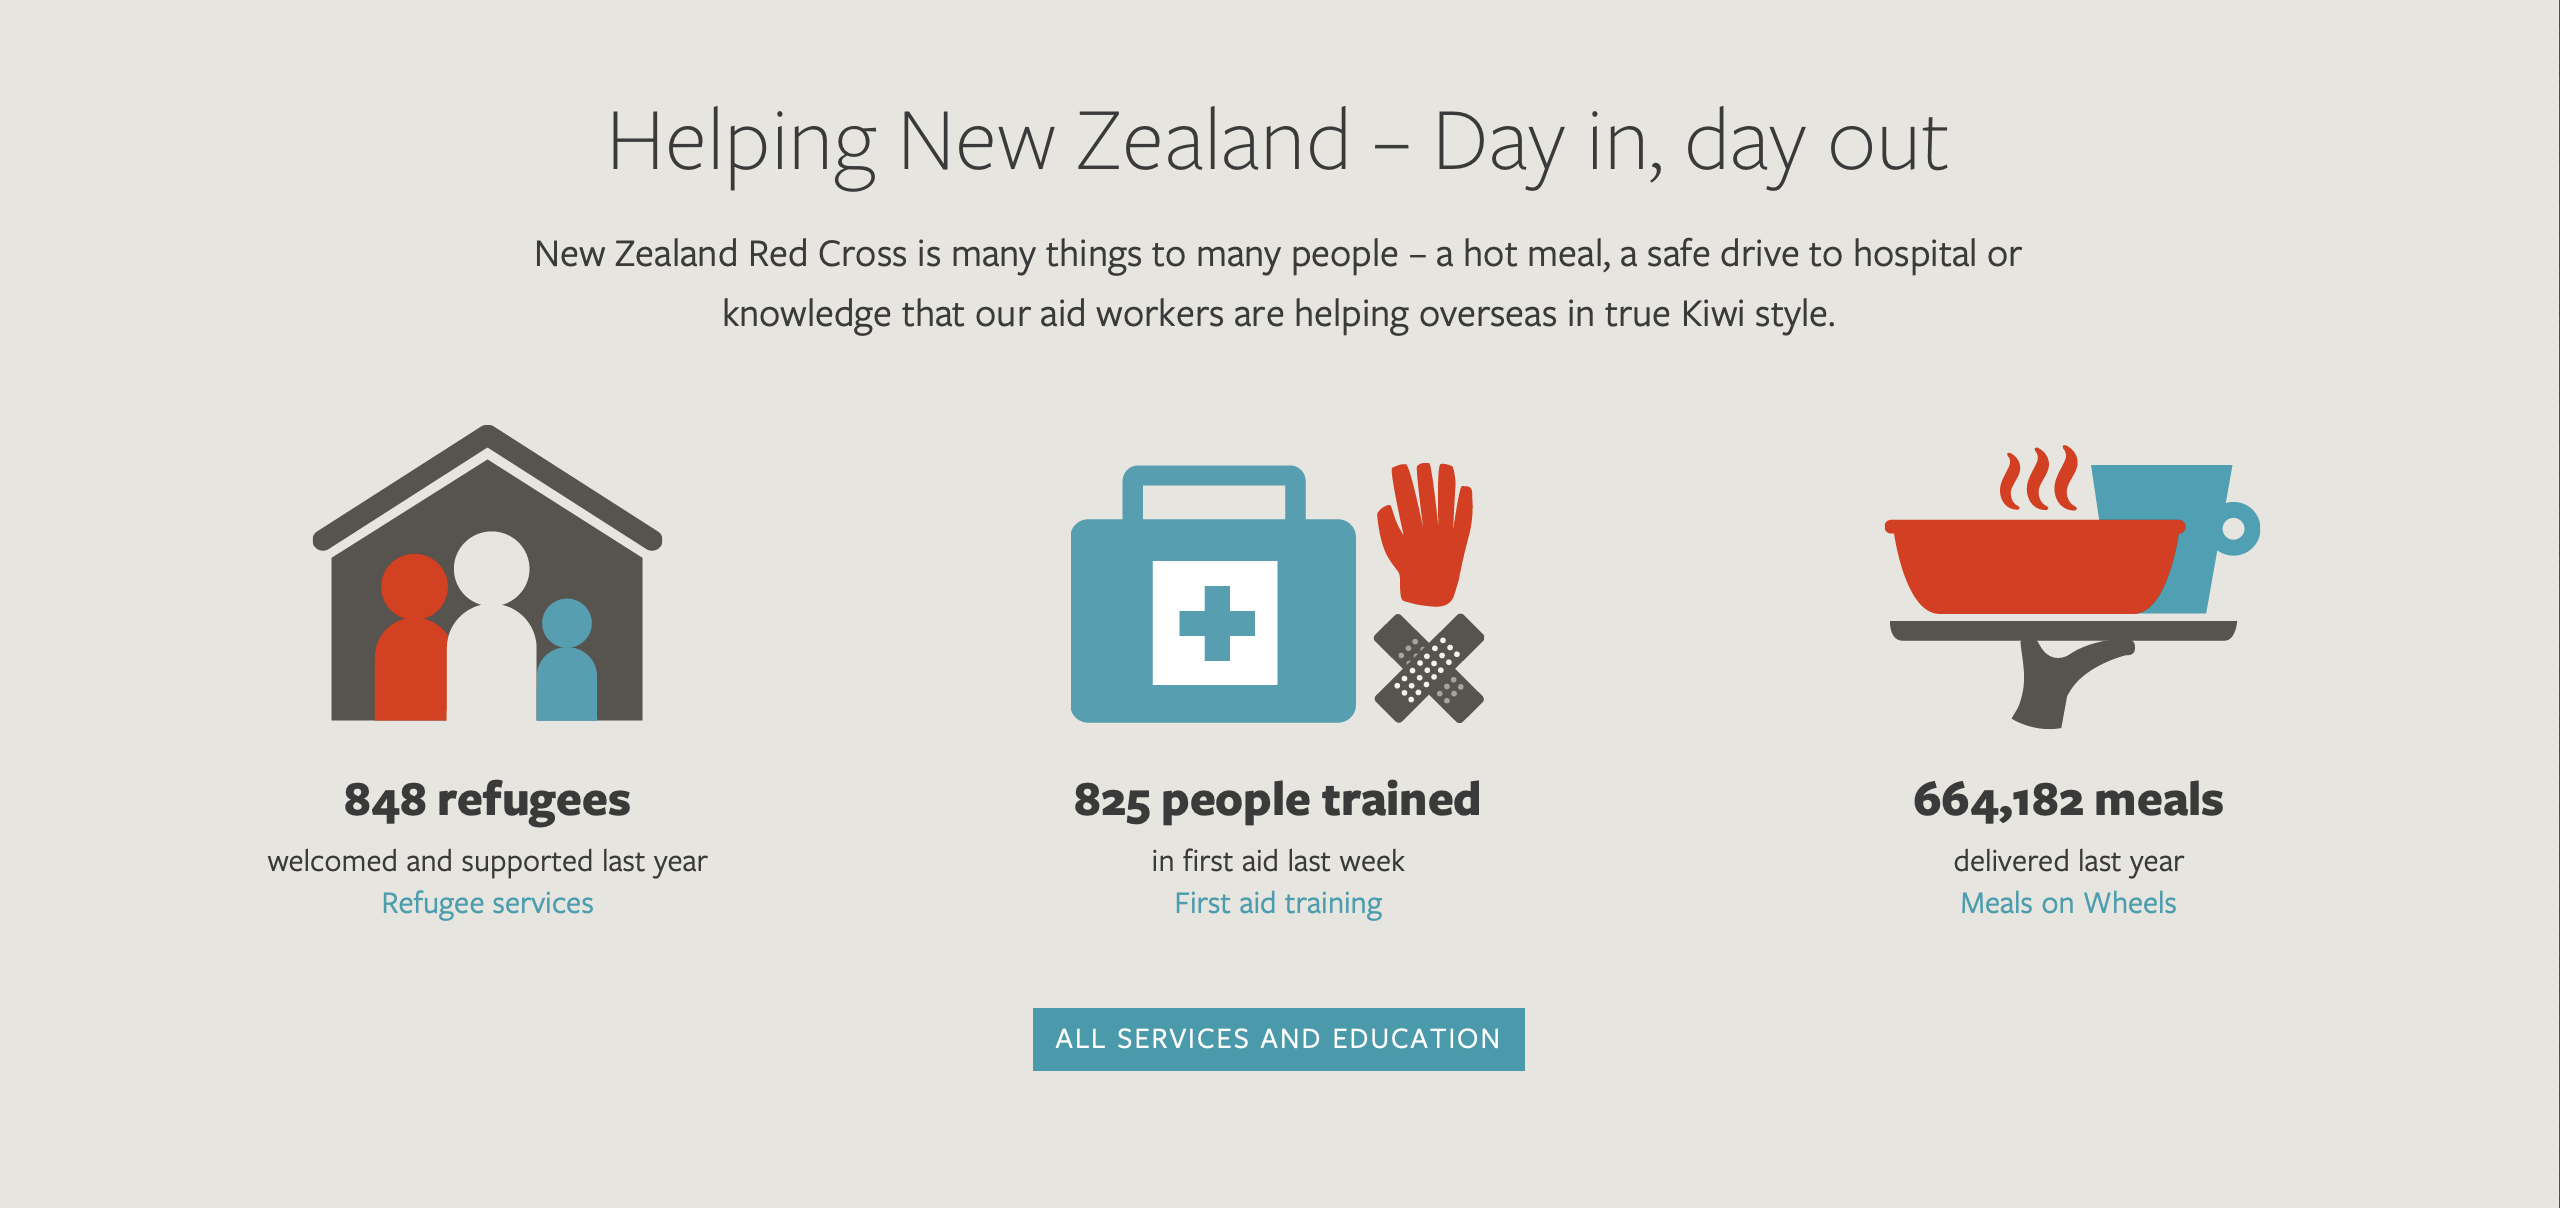 Helping New Zealand – Day in, day out
New Zealand Red Cross is many things to many people – a hot meal, a safe drive to hospital or
knowledge that our aid workers are helping overseas in true Kiwi style.
848 refugees
welcomed and supported last year
Refugee services
825 people trained
in first aid last week
First aid training
664,182 meals
delivered last year
Meals on Wheels
ALL SERVICES AND EDUCATION